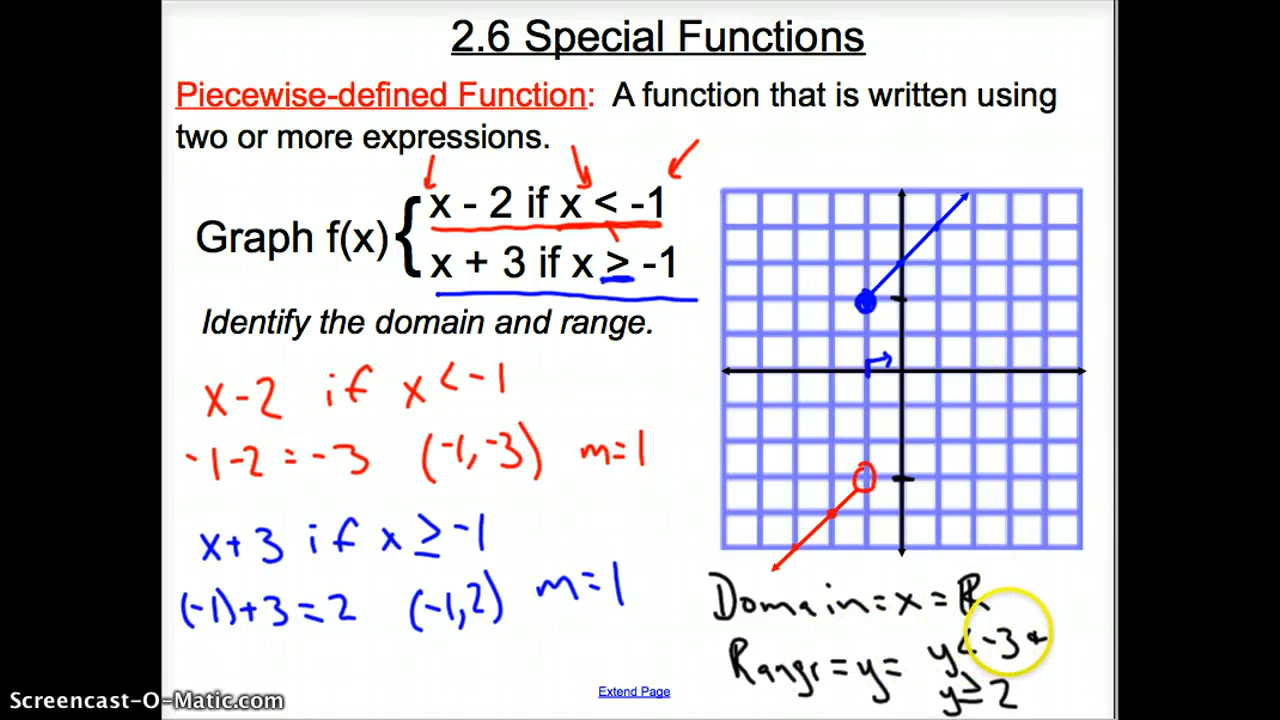 2.6 Special Functions
Piecewise-defined Function: A function that is written using
two or more expressions.
Graph f(x) { x - 2 if x < -1
x + 3 if x ≥ -1
Identify the domain and range.
x-2 if x < -1
-1-2 = -3 (-1, -3) m=1
x+3 if x ≥ -1
(-1)+3 = 2 (-1, 2) m=1
Domain = x = ℝ
Range = y = y < -3
y ≥ 2
Extend Page
Screencast-O-Matic.com